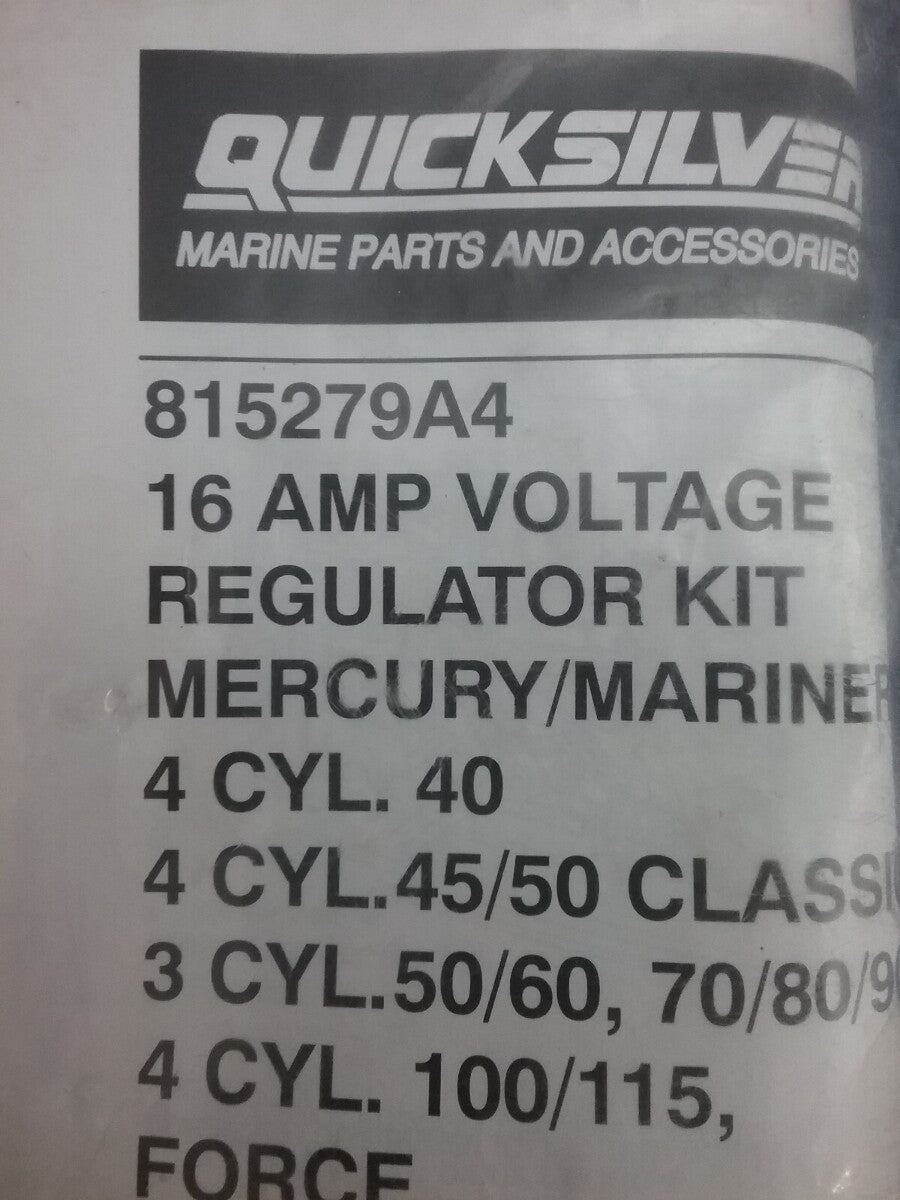 QUICKSILVER
MARINE PARTS AND ACCESSORIES
815279A4
16 AMP VOLTAGE
REGULATOR KIT
MERCURY/MARINER
4 CYL. 40
4 CYL.45/50 CLASSIC
3 CYL.50/60, 70/80/90
4 CYL. 100/115,
FORCE